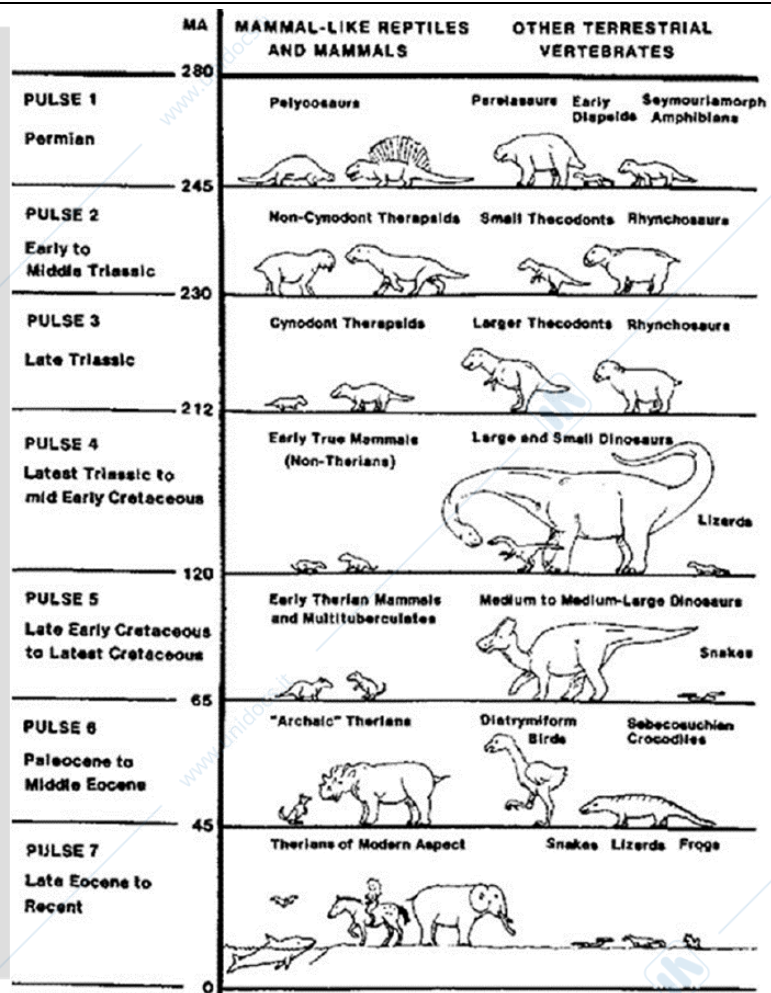 MA
MAMMAL-LIKE REPTILES
AND MAMMALS
OTHER TERRESTRIAL
VERTEBRATES
280
PULSE 1
Permian
Pelycosaurs
Pareiasaurs
Early
Diapsids
Seymouriamorph
Amphibians
245
PULSE 2
Early to
Middle Triassic
Non-Cynodont Therapsids
Small Thecodonts
Rhynchosaurs
230
PULSE 3
Late Triassic
Cynodont Therapsids
Larger Thecodonts
Rhynchosaurs
212
PULSE 4
Latest Triassic to
mid Early Cretaceous
Early True Mammals
(Non-Therians)
Large and Small Dinosaurs
Lizards
120
PULSE 5
Late Early Cretaceous
to Latest Cretaceous
Early Therian Mammals
and Multituberculates
Medium to Medium-Large Dinosaurs
Snakes
65
PULSE 6
Paleocene to
Middle Eocene
"Archaic" Therians
Diatrymiform
Birds
Sebecosuchian
Crocodiles
45
PULSE 7
Late Eocene to
Recent
Therians of Modern Aspect
Snakes Lizards Frogs
0
www.unidocs.it